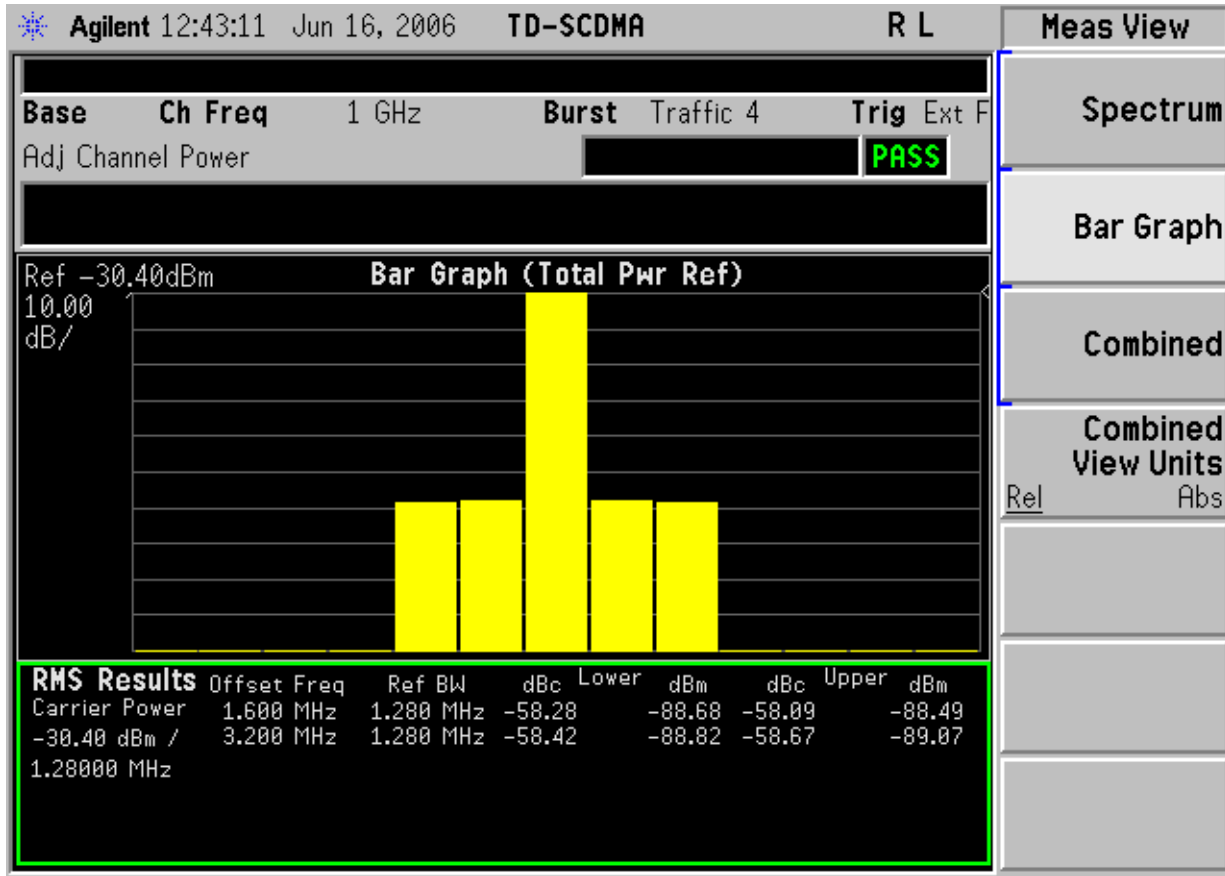 Agilent 12:43:11 Jun 16, 2006 TD-SCDMA R L
Base Ch Freq 1 GHz Burst Traffic 4 Trig Ext F
Adj Channel Power PASS
Ref -30.40dBm Bar Graph (Total Pwr Ref)
10.00
dB/
RMS Results Offset Freq Ref BW dBc Lower dBm dBc Upper dBm
Carrier Power 1.600 MHz 1.280 MHz -58.28 -88.68 -58.09 -88.49
-30.40 dBm / 3.200 MHz 1.280 MHz -58.42 -88.82 -58.67 -89.07
1.28000 MHz
Meas View
Spectrum
Bar Graph
Combined
Combined
View Units
Rel Abs